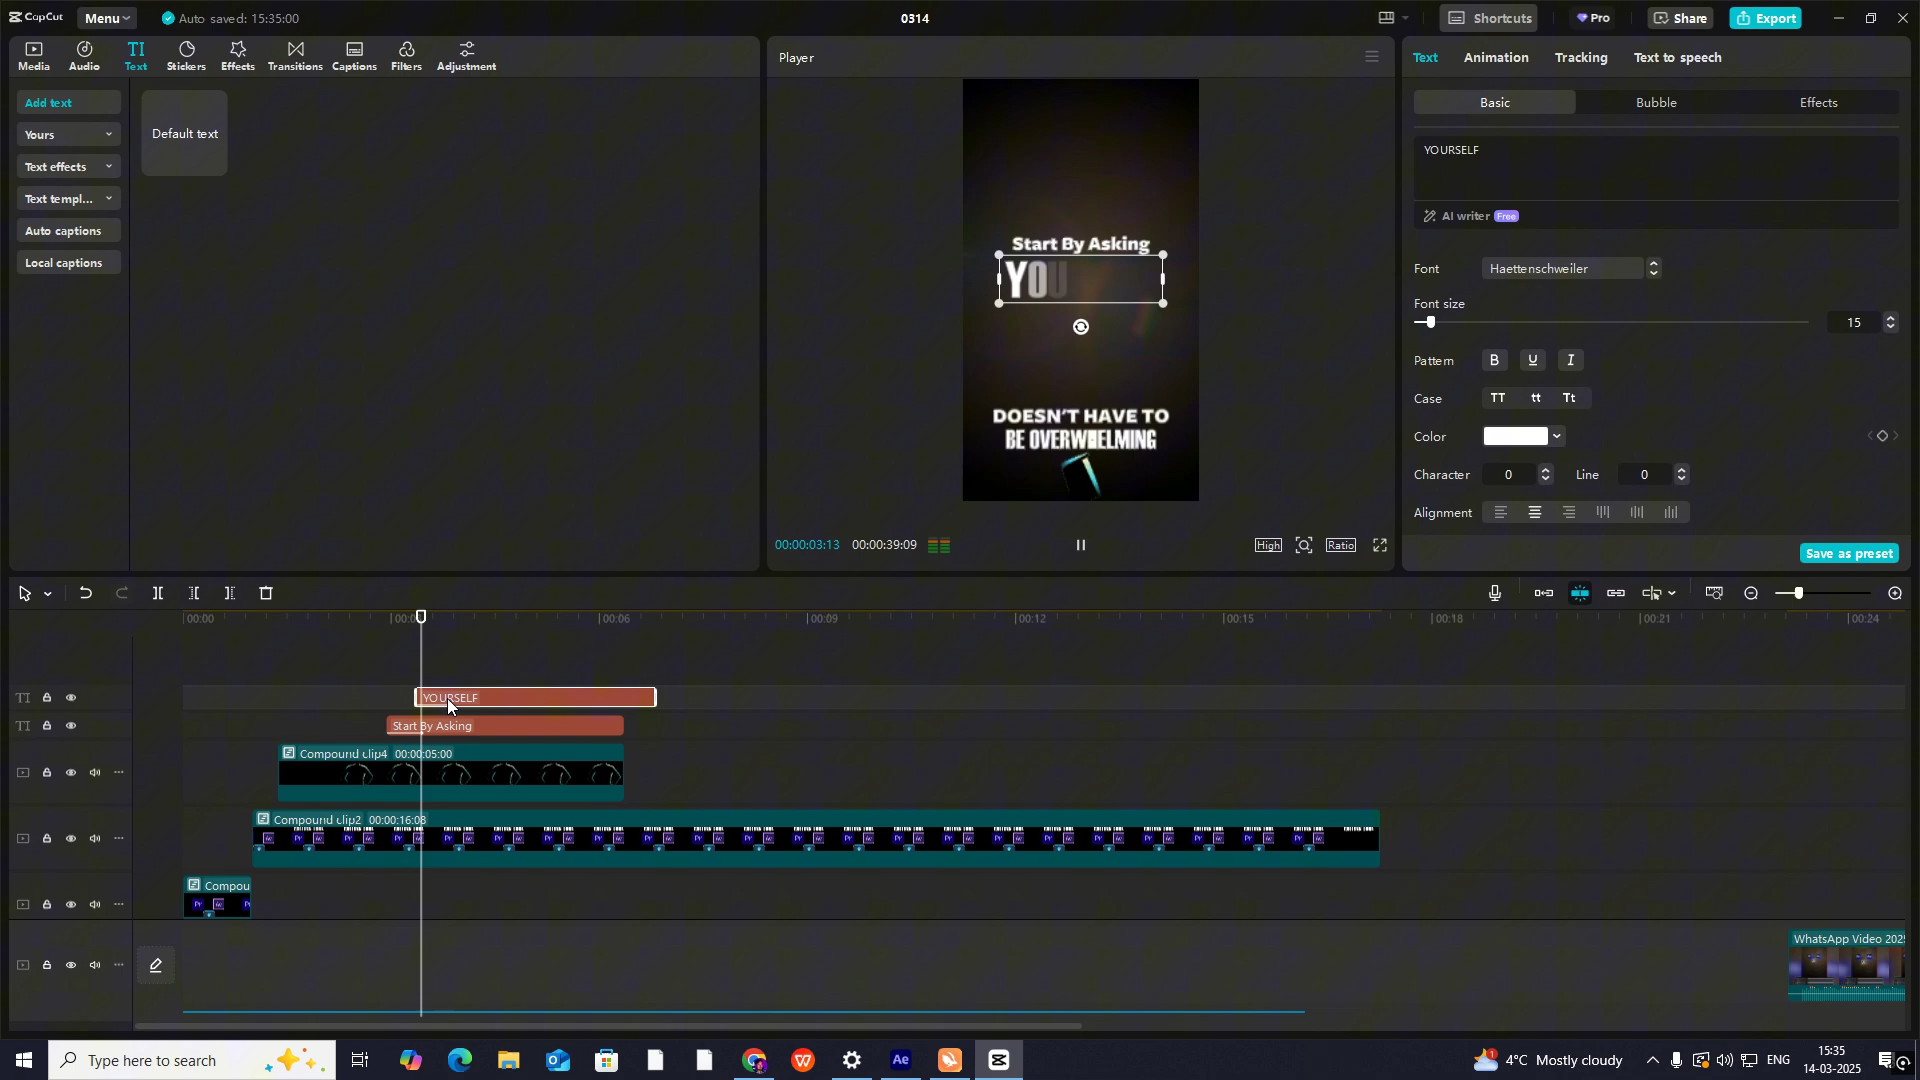 CapCut
Menu
Auto saved: 15:35:00
0314
Shortcuts
Pro
Share
Export
Media
Audio
TI
Text
Stickers
Effects
Transitions
Captions
Filters
Adjustment
Add text
Yours
Text effects
Text templ...
Auto captions
Local captions
Default text
Player
Start By Asking
YOU
DOESN'T HAVE TO
BE OVERWHELMING
00:00:03:13
00:00:39:09
High
Ratio
Text
Animation
Tracking
Text to speech
Basic
Bubble
Effects
YOURSELF
AI writer
Free
Font
Haettenschweiler
Font size
15
Pattern
B
U
I
Case
TT
tt
Tt
Color
Character
0
Line
0
Alignment
Save as preset
00:00
00:06
00:09
00:12
00:15
00:18
00:21
00:24
TI
YOURSELF
TI
Start By Asking
Compound clip4 00:00:05:00
Compound clip2 00:00:16:08
Compou
WhatsApp Video 202
Type here to search
Ae
4°C Mostly cloudy
ENG
15:35
14-03-2025